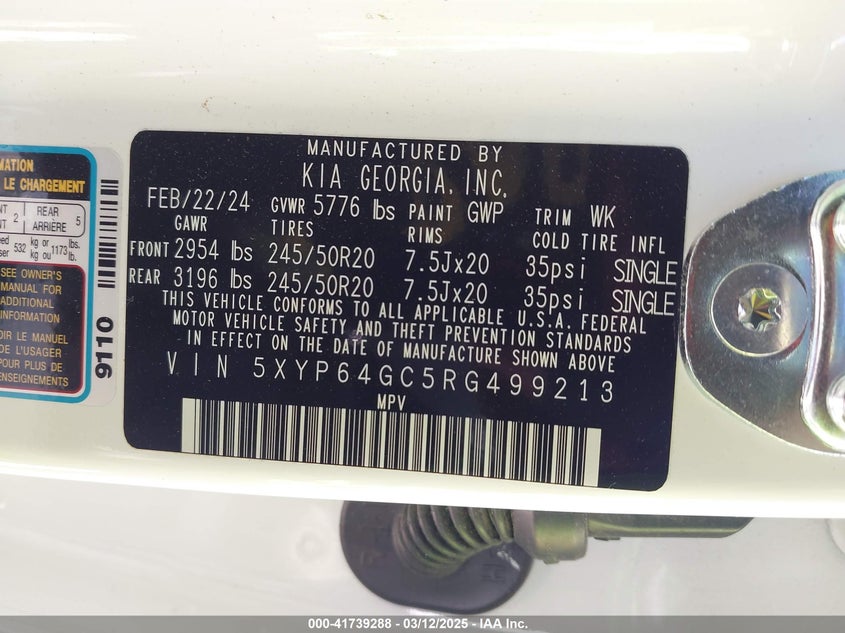 MANUFACTURED BY
KIA GEORGIA, INC.
FEB/22/24 GVWR 5776 lbs PAINT GWP TRIM WK
GAWR TIRES RIMS COLD TIRE INFL
FRONT 2954 lbs 245/50R20 7.5Jx20 35psi SINGLE
REAR 3196 lbs 245/50R20 7.5Jx20 35psi SINGLE
THIS VEHICLE CONFORMS TO ALL APPLICABLE U.S.A. FEDERAL
MOTOR VEHICLE SAFETY AND THEFT PREVENTION STANDARDS
IN EFFECT ON THE DATE OF MANUFACTURE SHOWN ABOVE
VIN 5XYP64GC5RG499213
MPV
LE CHARGEMENT
2 REAR 5
ARRIÈRE
532 kg or 1173 lbs.
kg ou lb.
SEE OWNER'S
MANUAL FOR
ADDITIONAL
INFORMATION
LE MANUEL
DE L'USAGER
POUR PLUS DE
9110
000-41739288 — 03/12/2025 — IAA Inc.